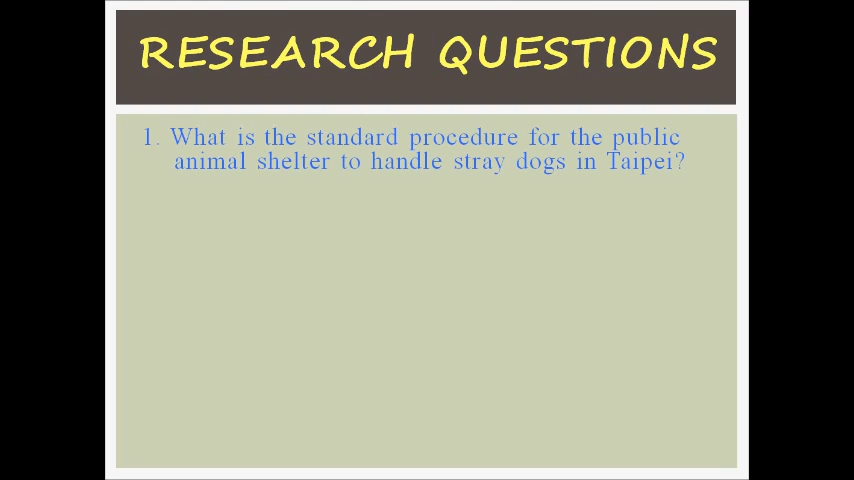 RESEARCH QUESTIONS
1. What is the standard procedure for the public
animal shelter to handle stray dogs in Taipei?